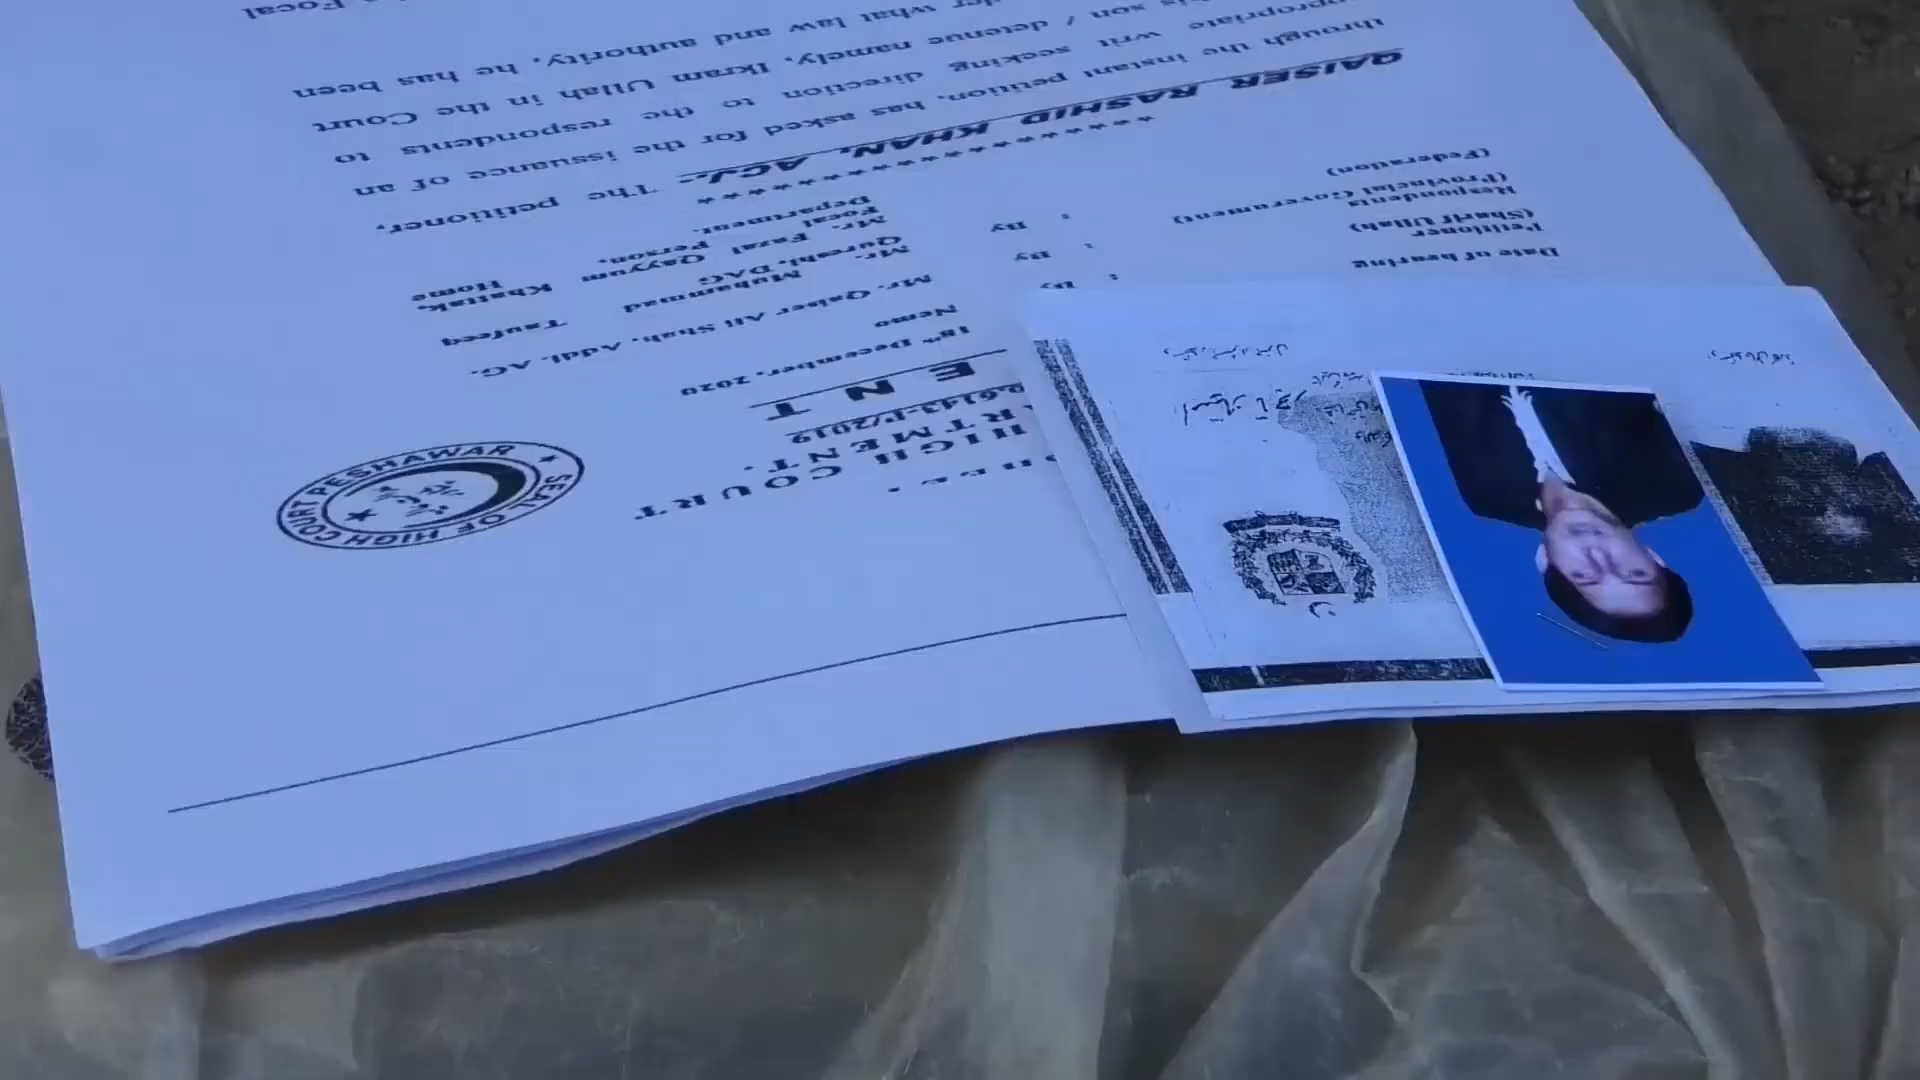 SEAL OF HIGH COURT PESHAWAR
HIGH COURT
ARTMENT.
6143-P/2019
E N T
Date of hearing 18th December, 2020
Petitioner By Nemo
(Sharif Ullah)
Respondents : By Mr. Qaiser Ali Shah, Addl. AG.
(Provincial Government)
(Federation) : By Mr. Muhammad Taufeeq
Qureshi, DAG
Mr. Fazal Qayyum Khattak,
Focal Person, Home
Department.
********************
QAISER RASHID KHAN, ACJ.- The petitioner,
through the instant petition, has asked for the issuance of an
appropriate writ seeking direction to the respondents to
his son / detenue namely, Ikram Ullah in the Court
what law and authority, he has been
Focal